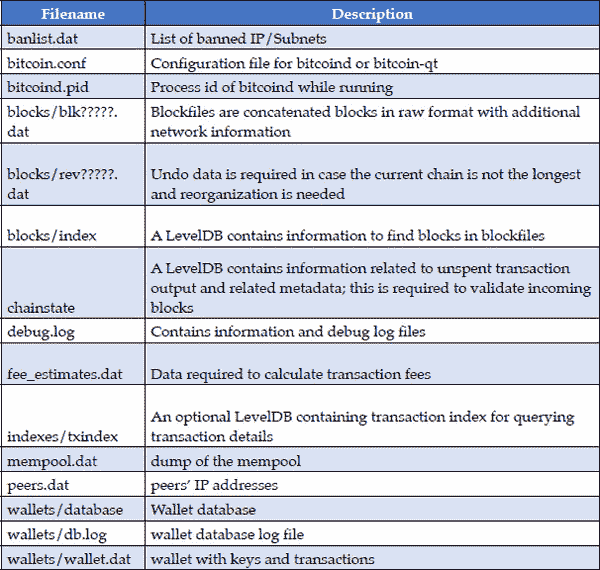 Filename Description
banlist.dat List of banned IP/Subnets
bitcoin.conf Configuration file for bitcoind or bitcoin-qt
bitcoind.pid Process id of bitcoind while running
blocks/blk?????. Blockfiles are concatenated blocks in raw format with additional
dat network information
blocks/rev?????. Undo data is required in case the current chain is not the longest
dat and reorganization is needed
blocks/index A LevelDB contains information to find blocks in blockfiles
A LevelDB contains information related to unspent transaction
output and related metadata; this is required to validate incoming
chainstate blocks
debug.log Contains information and debug log files
fee_estimates.dat Data required to calculate transaction fees
An optional LevelDB containing transaction index for querying
indexes/txindex transaction details
mempool.dat dump of the mempool
peers.dat peers’ IP addresses
wallets/database Wallet database
wallets/db.log wallet database log file
wallets/wallet.dat wallet with keys and transactions